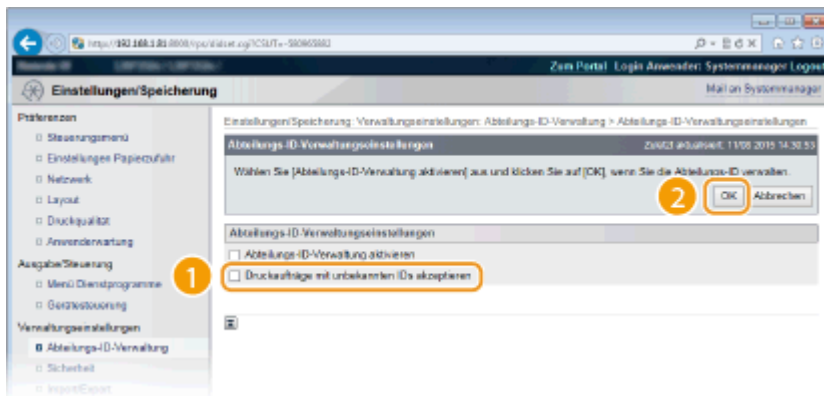 Zum Portal Login Anwender: Systemmanager Logout
Einstellungen/Speicherung
Mail an Systemmanager
Präferenzen
Steuerungsmenü
Einstellungen Papierzufuhr
Netzwerk
Layout
Druckqualität
Anwenderwartung
Ausgabe/Steuerung
Menü Dienstprogramme
Gerätesteuerung
Verwaltungseinstellungen
Abteilungs-ID-Verwaltung
Sicherheit
Import/Export
Einstellungen/Speicherung: Verwaltungseinstellungen: Abteilungs-ID-Verwaltung > Abteilungs-ID-Verwaltungseinstellungen
Abteilungs-ID-Verwaltungseinstellungen
Zuletzt aktualisiert: 11/08 2015 14:30:53
Wählen Sie [Abteilungs-ID-Verwaltung aktivieren] aus und klicken Sie auf [OK], wenn Sie die Abteilungs-ID verwalten.
2
OK Abbrechen
Abteilungs-ID-Verwaltungseinstellungen
Abteilungs-ID-Verwaltung aktivieren
1
Druckaufträge mit unbekannten IDs akzeptieren